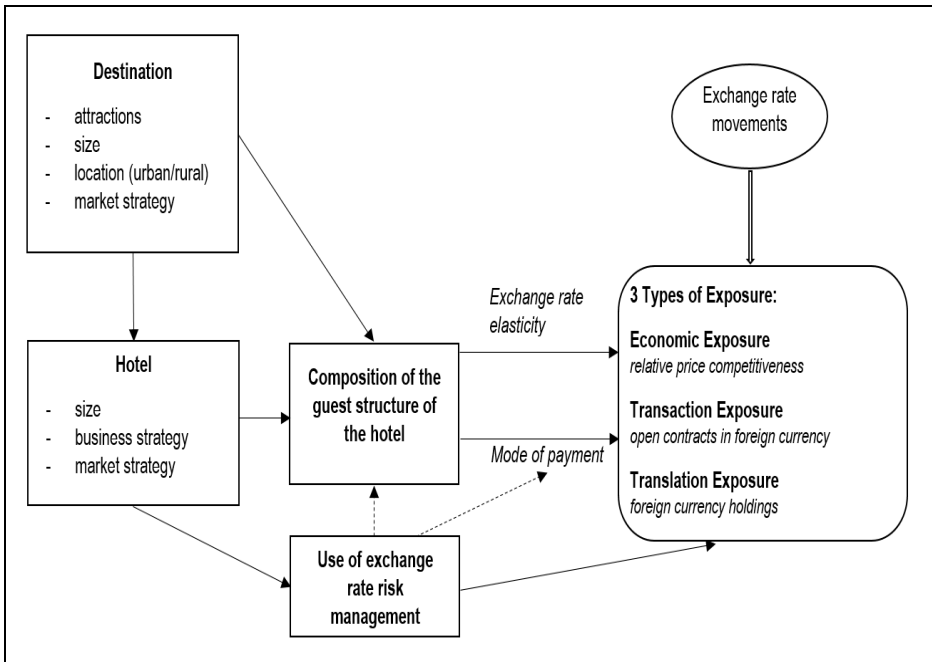 Destination
- attractions
- size
- location (urban/rural)
- market strategy
Exchange rate
movements
Hotel
- size
- business strategy
- market strategy
Composition of the
guest structure of
the hotel
Exchange rate
elasticity
Mode of payment
3 Types of Exposure:
Economic Exposure
relative price competitiveness
Transaction Exposure
open contracts in foreign currency
Translation Exposure
foreign currency holdings
Use of exchange
rate risk
management